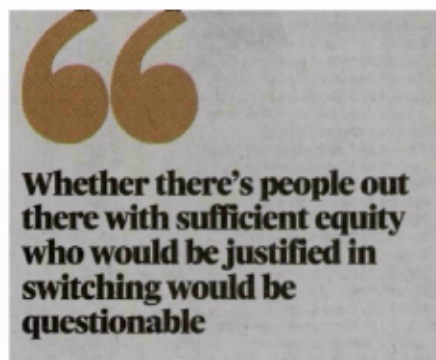 Whether there's people out
there with sufficient equity
who would be justified in
switching would be
questionable